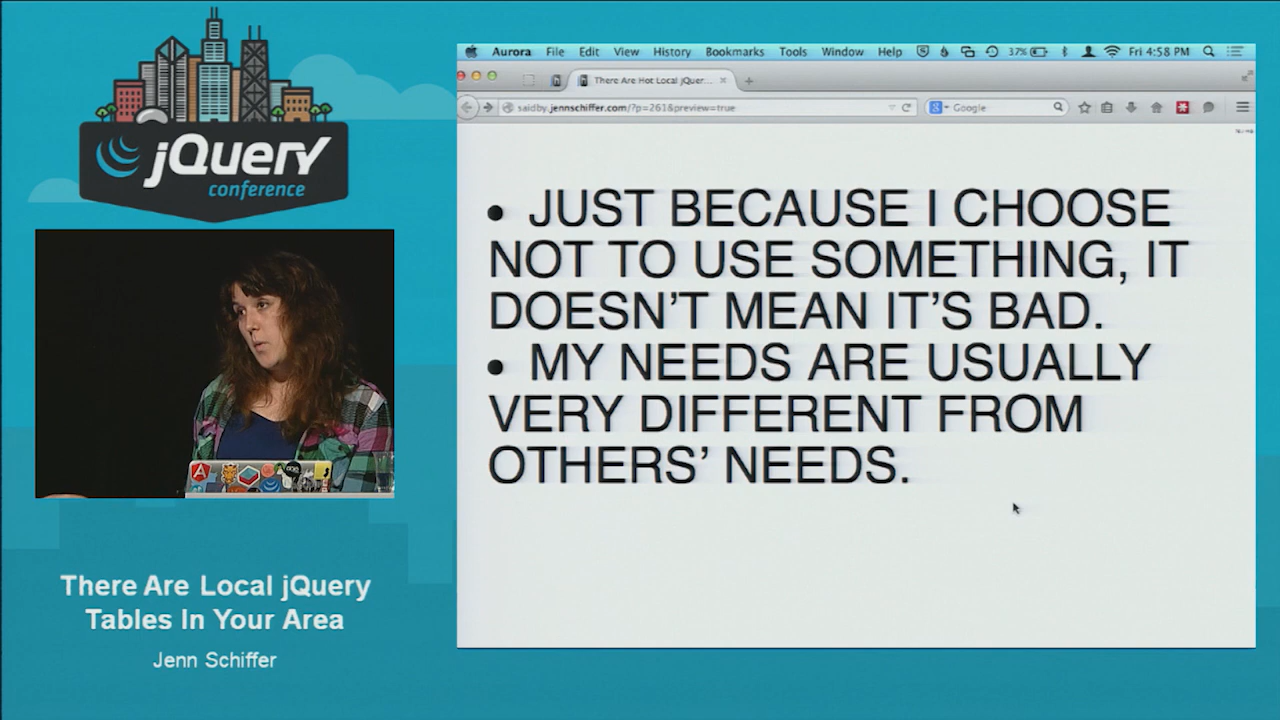 jQuery
conference
There Are Local jQuery
Tables In Your Area
Jenn Schiffer
Aurora File Edit View History Bookmarks Tools Window Help 37% Fri 4:58 PM
There Are Hot Local jQuer...
saidby.jennschiffer.com/?p=261&preview=true
Google
• JUST BECAUSE I CHOOSE
NOT TO USE SOMETHING, IT
DOESN'T MEAN IT'S BAD.
• MY NEEDS ARE USUALLY
VERY DIFFERENT FROM
OTHERS' NEEDS.